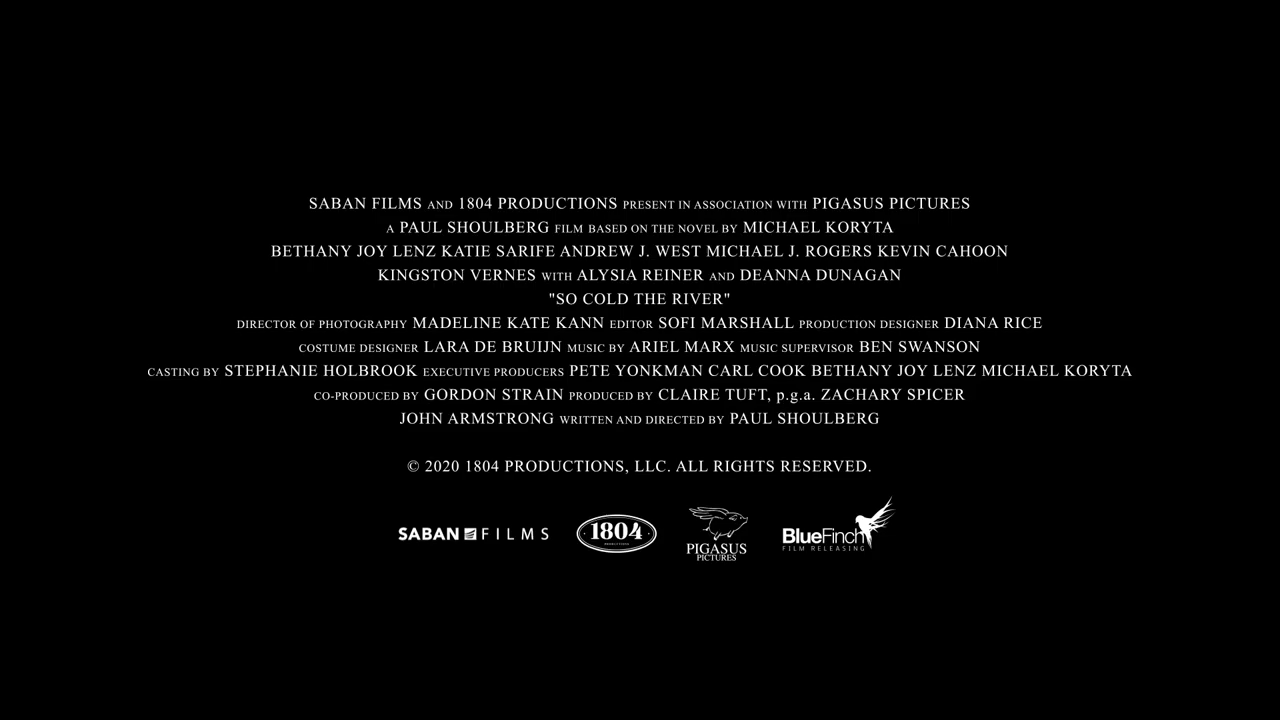 SABAN FILMS AND 1804 PRODUCTIONS PRESENT IN ASSOCIATION WITH PIGASUS PICTURES
A PAUL SHOULBERG FILM BASED ON THE NOVEL BY MICHAEL KORYTA
BETHANY JOY LENZ KATIE SARIFE ANDREW J. WEST MICHAEL J. ROGERS KEVIN CAHOON
KINGSTON VERNES WITH ALYSIA REINER AND DEANNA DUNAGAN
"SO COLD THE RIVER"
DIRECTOR OF PHOTOGRAPHY MADELINE KATE KANN EDITOR SOFI MARSHALL PRODUCTION DESIGNER DIANA RICE
COSTUME DESIGNER LARA DE BRUIJN MUSIC BY ARIEL MARX MUSIC SUPERVISOR BEN SWANSON
CASTING BY STEPHANIE HOLBROOK EXECUTIVE PRODUCERS PETE YONKMAN CARL COOK BETHANY JOY LENZ MICHAEL KORYTA
CO-PRODUCED BY GORDON STRAIN PRODUCED BY CLAIRE TUFT, p.g.a. ZACHARY SPICER
JOHN ARMSTRONG WRITTEN AND DIRECTED BY PAUL SHOULBERG
© 2020 1804 PRODUCTIONS, LLC. ALL RIGHTS RESERVED.
SABAN FILMS
1804
PRODUCTIONS
PIGASUS
PICTURES
BlueFinch
FILM RELEASING